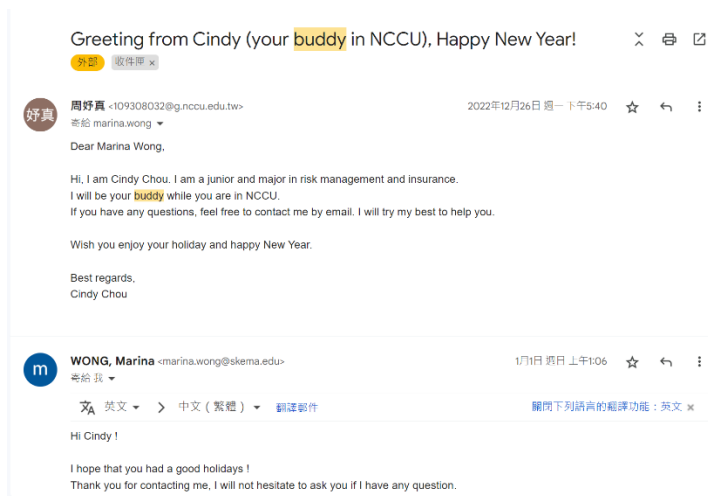 Greeting from Cindy (your buddy in NCCU), Happy New Year!
外部 收件匣 ×
妤真
周妤真 <109308032@g.nccu.edu.tw>
2022年12月26日 週一 下午5:40
寄給 marina.wong
Dear Marina Wong,
Hi, I am Cindy Chou. I am a junior and major in risk management and insurance.
I will be your buddy while you are in NCCU.
If you have any questions, feel free to contact me by email. I will try my best to help you.
Wish you enjoy your holiday and happy New Year.
Best regards,
Cindy Chou
m
WONG, Marina <marina.wong@skema.edu>
1月1日 週日 上午1:06
寄給 我
英文 > 中文 (繁體) 翻譯郵件
關閉下列語言的翻譯功能：英文 ×
Hi Cindy !
I hope that you had a good holidays !
Thank you for contacting me, I will not hesitate to ask you if I have any question.